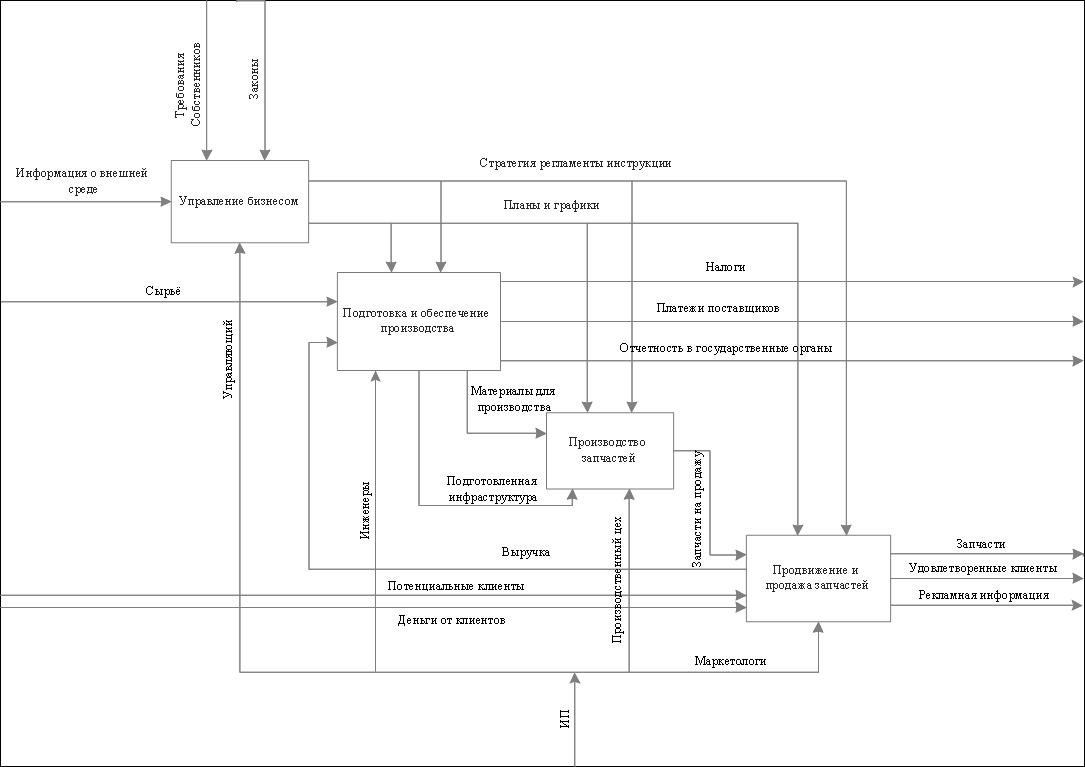 Требования
Собственников
Законы
Информация о внешней
среде
Стратегия регламенты инструкции
Управление бизнесом
Планы и графики
Налоги
Сырьё
Платежи поставщиков
Подготовка и обеспечение
производства
Управляющий
Отчетность в государственные органы
Материалы для
производства
Производство
запчастей
Подготовленная
инфраструктура
Инженеры
Запчасти на продажу
Производственный цех
Выручка
Запчасти
Удовлетворенные клиенты
Продвижение и
продажа запчастей
Потенциальные клиенты
Рекламная информация
Деньги от клиентов
Маркетологи
ИП